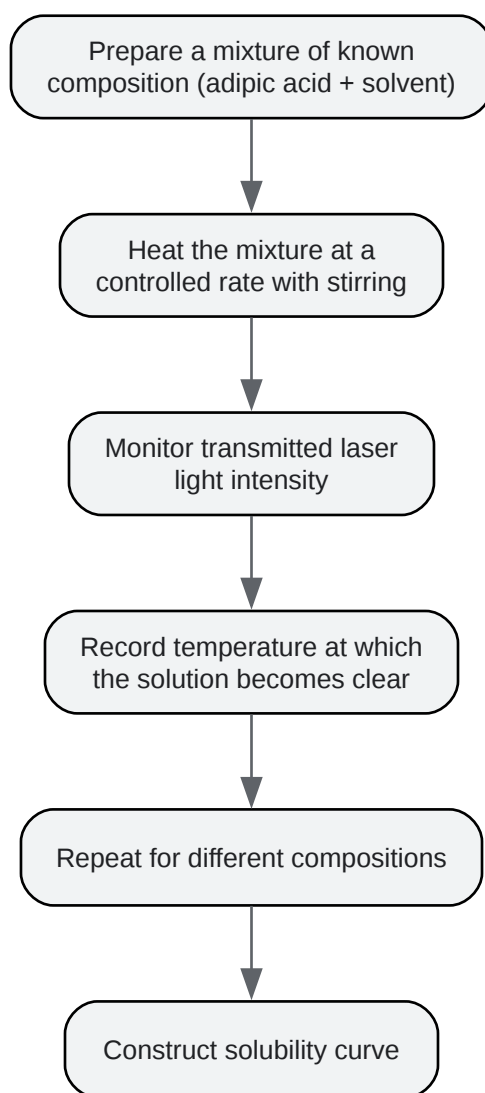 Prepare a mixture of known
composition (adipic acid + solvent)
Heat the mixture at a
controlled rate with stirring
Monitor transmitted laser
light intensity
Record temperature at which
the solution becomes clear
Repeat for different compositions
Construct solubility curve